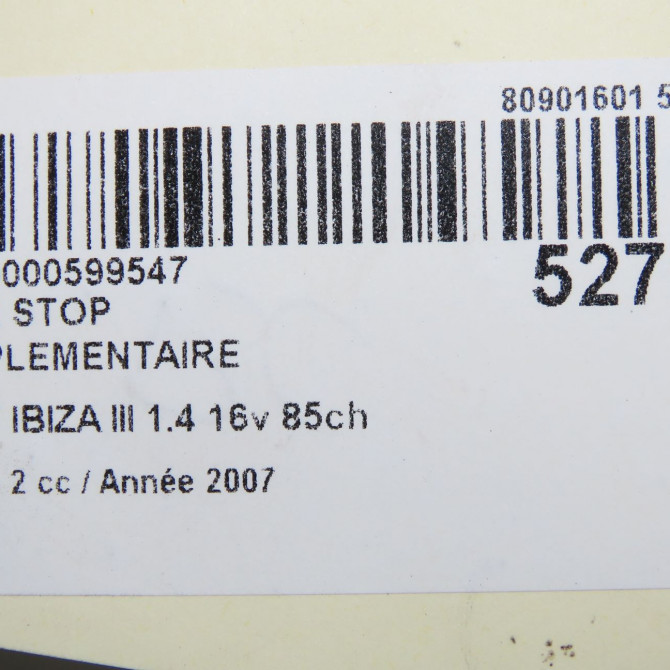 80901601 5
000599547
527
STOP
PLEMENTAIRE
IBIZA III 1.4 16v 85ch
2 cc / Année 2007